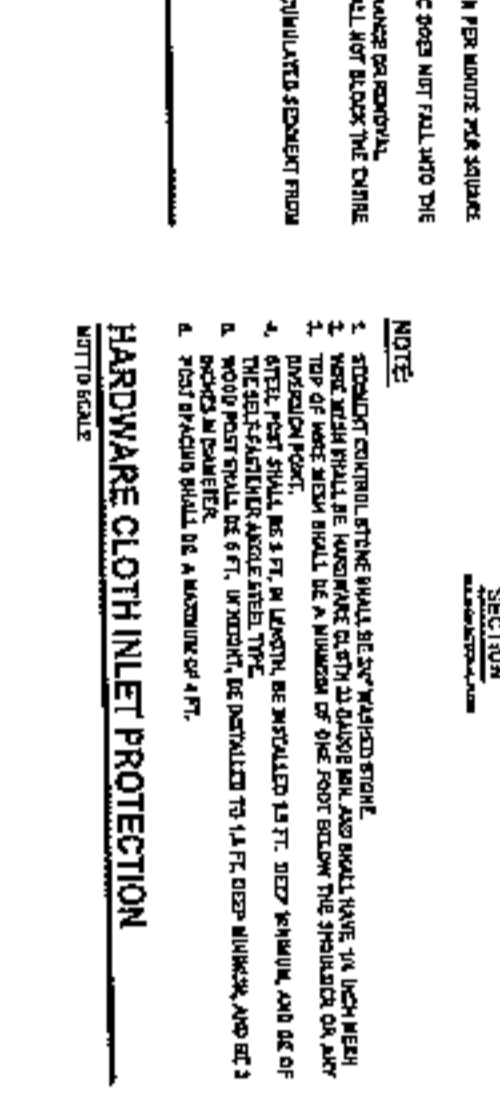 PER MINUTE PER SQUARE
DOES NOT FALL INTO THE
OR REMOVAL
NOT BLOCK THE ENTIRE
SEDIMENT FROM
SECTION
NOTE:
1. SEDIMENT CONTROL STONE SHALL BE WASHED STONE.
2. WIRE MESH SHALL BE HARDWARE CLOTH GAUGE MIN. AND SHALL HAVE 1/4 INCH MESH
3. TOP OF WIRE MESH SHALL BE A MINIMUM OF ONE FOOT BELOW THE SHOULDER OR ANY
DIVERSION POINT.
4. STEEL POST SHALL BE 5 FT. IN LENGTH, BE INSTALLED 1.5 FT. DEEP MINIMUM, AND BE OF
THE SELF-FASTENER ANGLE STEEL TYPE.
5. WOOD POST SHALL BE 6 FT. IN HEIGHT, BE INSTALLED TO 1.5 FT. DEEP MINIMUM, AND BE 3
INCHES IN DIAMETER.
6. POST SPACING SHALL BE A MAXIMUM OF 4 FT.
HARDWARE CLOTH INLET PROTECTION
NOT TO SCALE